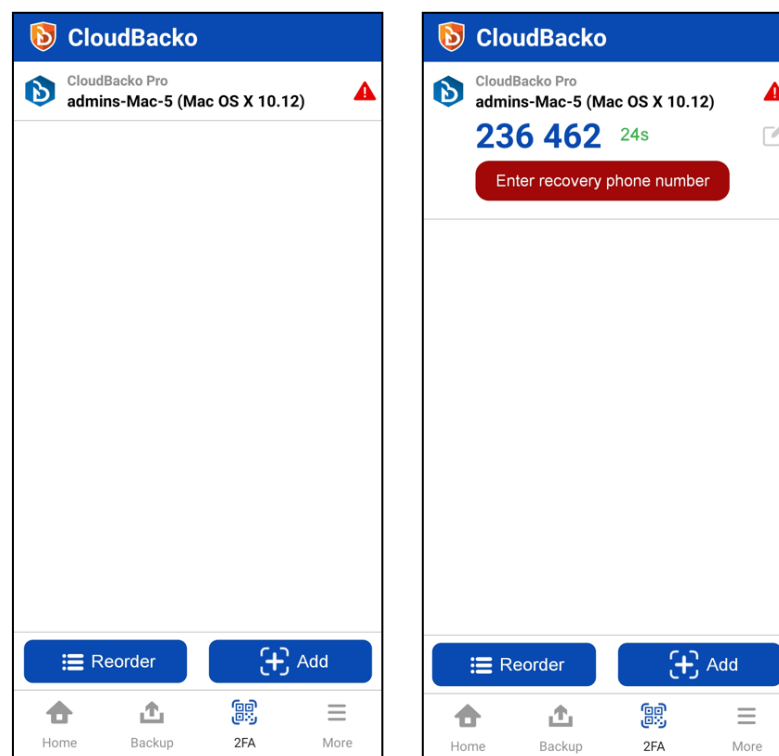 CloudBacko
CloudBacko Pro
admins-Mac-5 (Mac OS X 10.12)
Reorder
Add
Home
Backup
2FA
More
CloudBacko
CloudBacko Pro
admins-Mac-5 (Mac OS X 10.12)
236 462 24s
Enter recovery phone number
Reorder
Add
Home
Backup
2FA
More